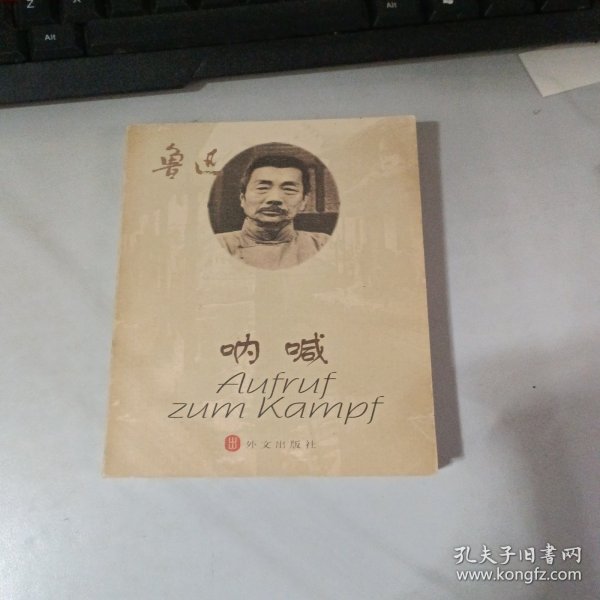 Z
X
Alt
Alt
鲁迅
呐喊
Aufruf
zum Kampf
出 外文出版社
孔夫子旧书网
www.kongfz.com